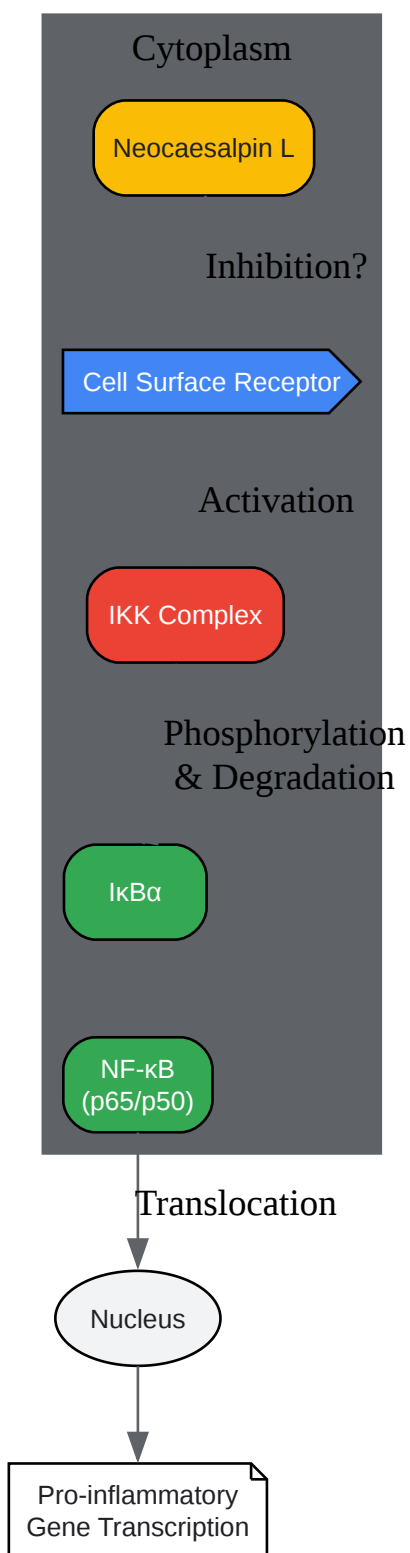 Cytoplasm
Neocaesalpin L
Inhibition?
Cell Surface Receptor
Activation
IKK Complex
Phosphorylation
& Degradation
IκBα
NF-κB
(p65/p50)
Translocation
Nucleus
Pro-inflammatory
Gene Transcription